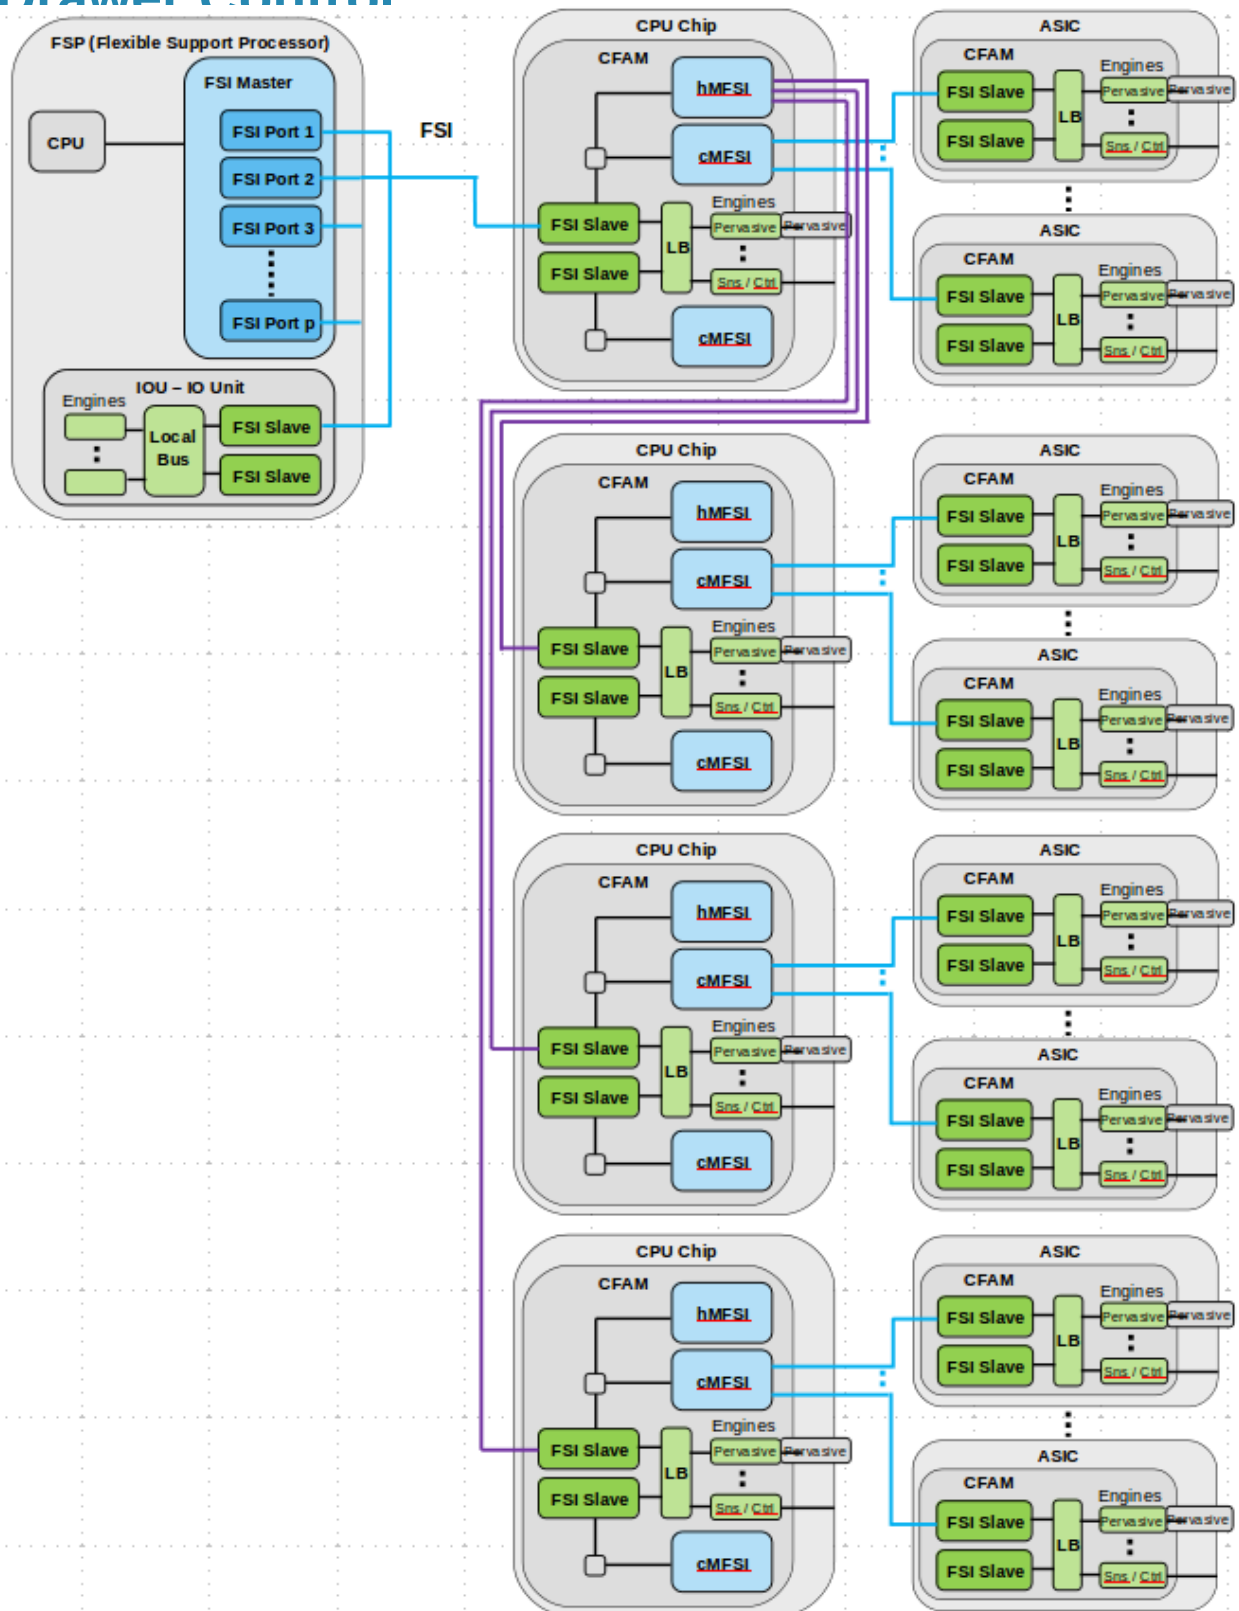 Drawer Control
FSP (Flexible Support Processor)
FSI Master
CPU
FSI Port 1
FSI Port 2
FSI Port 3
FSI Port p
IOU – IO Unit
Engines
Local
Bus
FSI Slave
FSI Slave
FSI
CPU Chip
CFAM
hMFSI
cMFSI
Engines
FSI Slave
LB
Pervasive
Pervasive
FSI Slave
Sns / Ctrl
cMFSI
ASIC
CFAM
Engines
FSI Slave
LB
Pervasive
Pervasive
FSI Slave
Sns / Ctrl
ASIC
CFAM
Engines
FSI Slave
LB
Pervasive
Pervasive
FSI Slave
Sns / Ctrl
CPU Chip
CFAM
hMFSI
cMFSI
Engines
FSI Slave
LB
Pervasive
Pervasive
FSI Slave
Sns / Ctrl
cMFSI
ASIC
CFAM
Engines
FSI Slave
LB
Pervasive
Pervasive
FSI Slave
Sns / Ctrl
ASIC
CFAM
Engines
FSI Slave
LB
Pervasive
Pervasive
FSI Slave
Sns / Ctrl
CPU Chip
CFAM
hMFSI
cMFSI
Engines
FSI Slave
LB
Pervasive
Pervasive
FSI Slave
Sns / Ctrl
cMFSI
ASIC
CFAM
Engines
FSI Slave
LB
Pervasive
Pervasive
FSI Slave
Sns / Ctrl
ASIC
CFAM
Engines
FSI Slave
LB
Pervasive
Pervasive
FSI Slave
Sns / Ctrl
CPU Chip
CFAM
hMFSI
cMFSI
Engines
FSI Slave
LB
Pervasive
Pervasive
FSI Slave
Sns / Ctrl
cMFSI
ASIC
CFAM
Engines
FSI Slave
LB
Pervasive
Pervasive
FSI Slave
Sns / Ctrl
ASIC
CFAM
Engines
FSI Slave
LB
Pervasive
Pervasive
FSI Slave
Sns / Ctrl